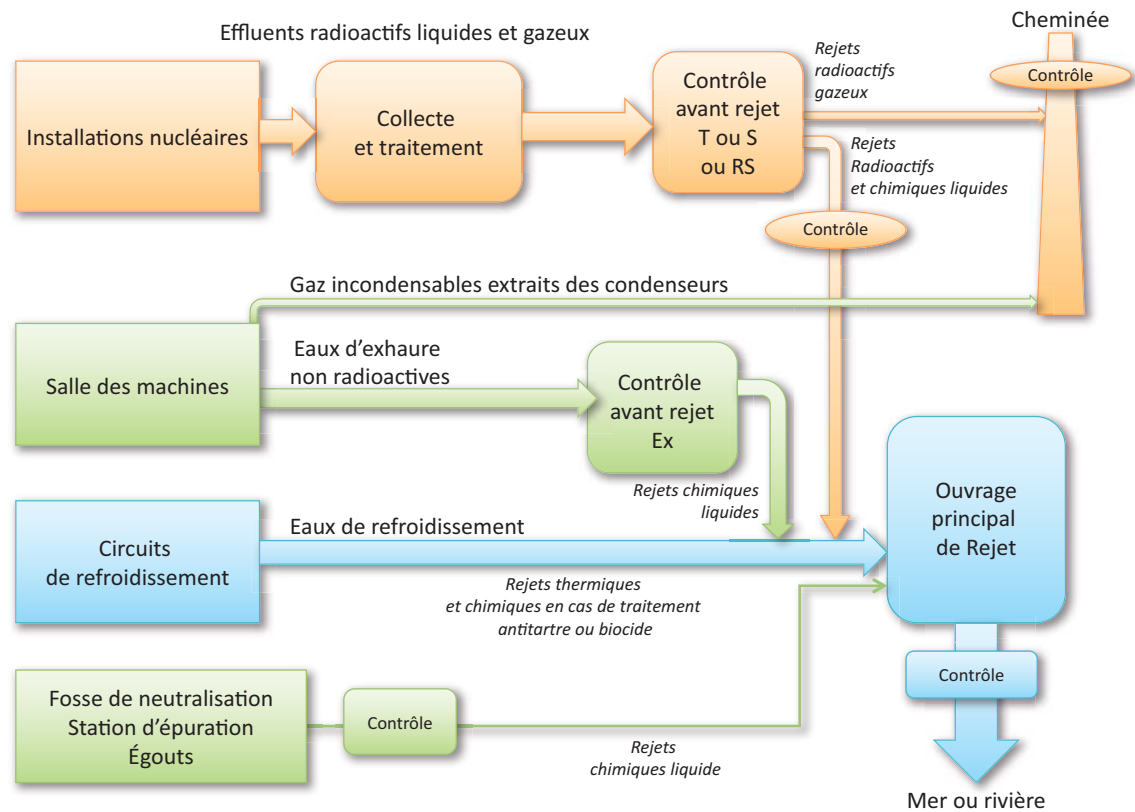 Effluents radioactifs liquides et gazeux
Cheminée
Installations nucléaires
Collecte
et traitement
Contrôle
avant rejet
T ou S
ou RS
Rejets
radioactifs
gazeux
Contrôle
Rejets
Radioactifs
et chimiques liquides
Contrôle
Gaz incondensables extraits des condenseurs
Salle des machines
Eaux d'exhaure
non radioactives
Contrôle
avant rejet
Ex
Rejets chimiques
liquides
Circuits
de refroidissement
Eaux de refroidissement
Rejets thermiques
et chimiques en cas de traitement
antitartre ou biocide
Ouvrage
principal
de Rejet
Contrôle
Fosse de neutralisation
Station d'épuration
Égouts
Contrôle
Rejets
chimiques liquide
Mer ou rivière